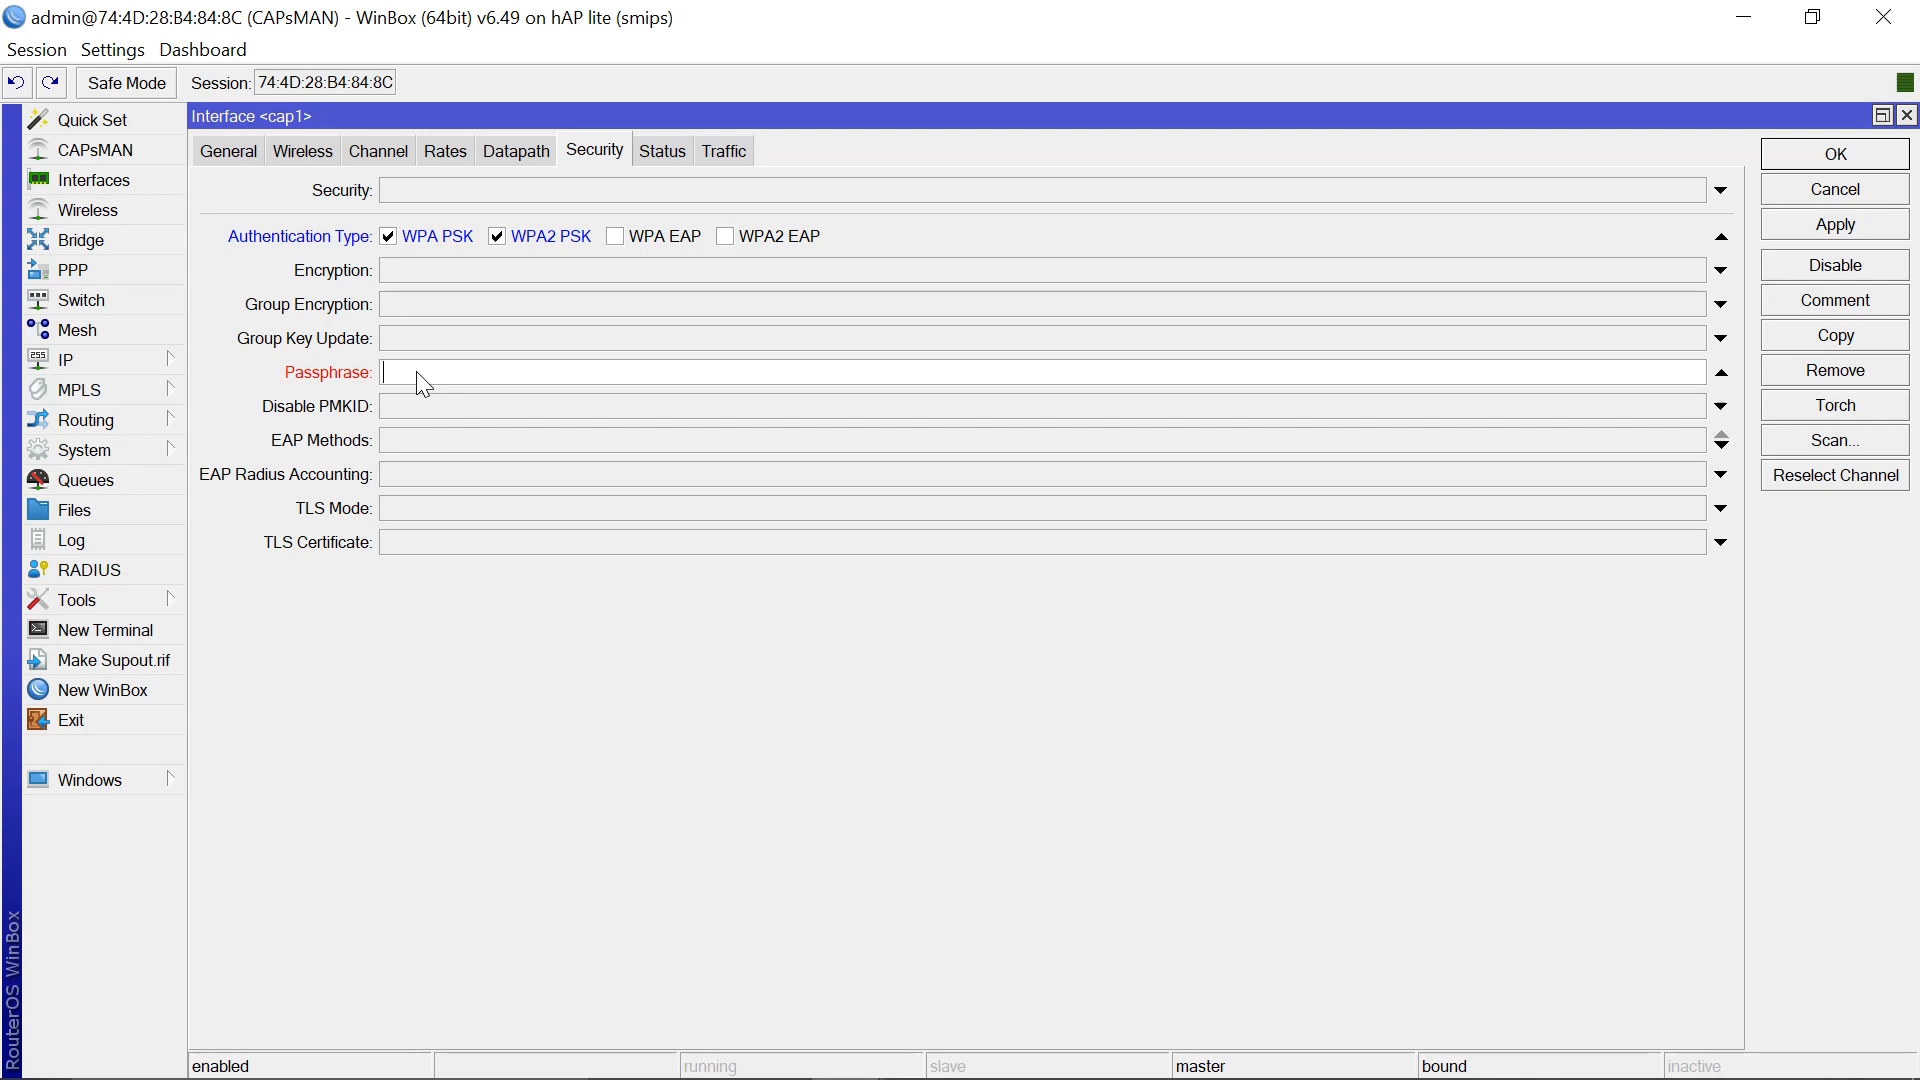 admin@74:4D:28:B4:84:8C (CAPsMAN) - WinBox (64bit) v6.49 on hAP lite (smips)
Session Settings Dashboard
Safe Mode Session: 74:4D:28:B4:84:8C
Quick Set
CAPsMAN
Interfaces
Wireless
Bridge
PPP
Switch
Mesh
255 IP
MPLS
Routing
System
Queues
Files
Log
RADIUS
Tools
New Terminal
Make Supout.rif
New WinBox
Exit
Windows
RouterOS WinBox
Interface <cap1>
General Wireless Channel Rates Datapath Security Status Traffic
Security:
Authentication Type: WPA PSK WPA2 PSK WPA EAP WPA2 EAP
Encryption:
Group Encryption:
Group Key Update:
Passphrase:
Disable PMKID:
EAP Methods:
EAP Radius Accounting:
TLS Mode:
TLS Certificate:
OK
Cancel
Apply
Disable
Comment
Copy
Remove
Torch
Scan...
Reselect Channel
enabled running slave master bound inactive